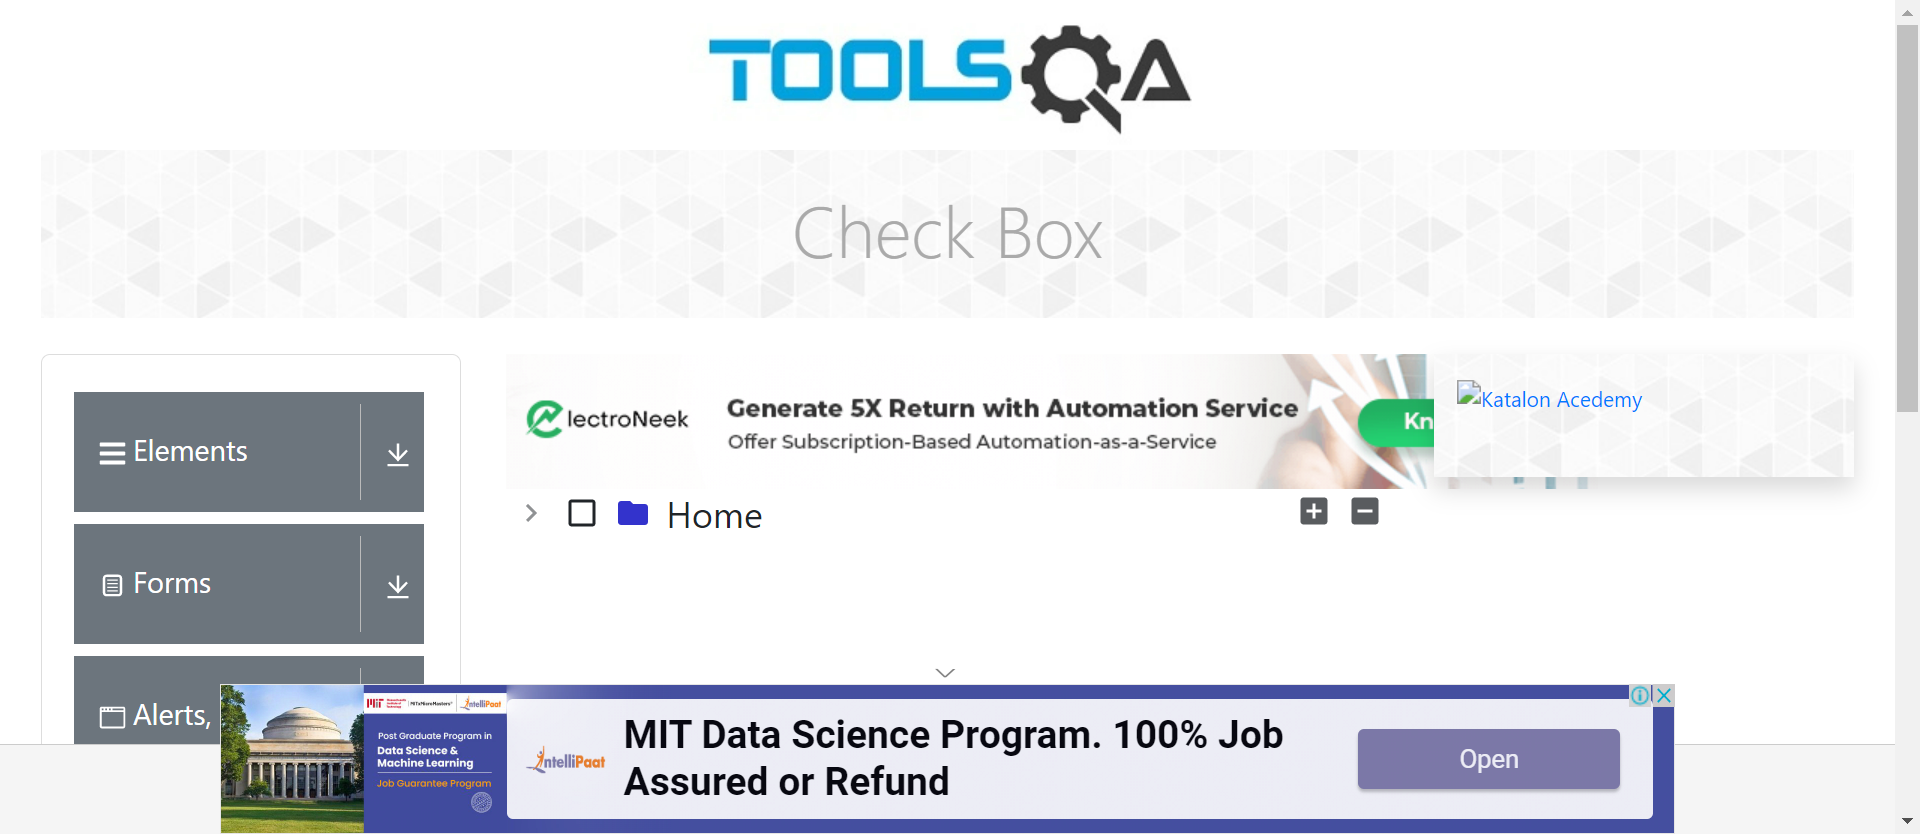 TOOLSQA
Check Box
Elements
Forms
Alerts,
lectroNeek
Generate 5X Return with Automation Service
Offer Subscription-Based Automation-as-a-Service
Kn
Katalon Acedemy
Home
MIT
MITxMicroMasters
IntelliPaat
Post Graduate Program in
Data Science &
Machine Learning
Job Guarantee Program
IntelliPaat
MIT Data Science Program. 100% Job
Assured or Refund
Open